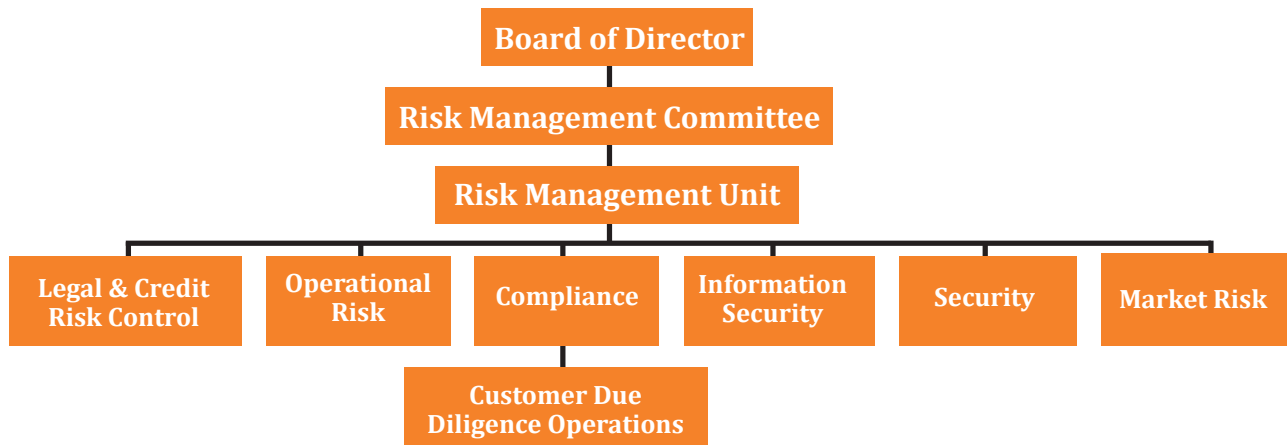 Board of Director
Risk Management Committee
Risk Management Unit
Legal & Credit
Risk Control
Operational
Risk
Compliance
Information
Security
Security
Market Risk
Customer Due
Diligence Operations